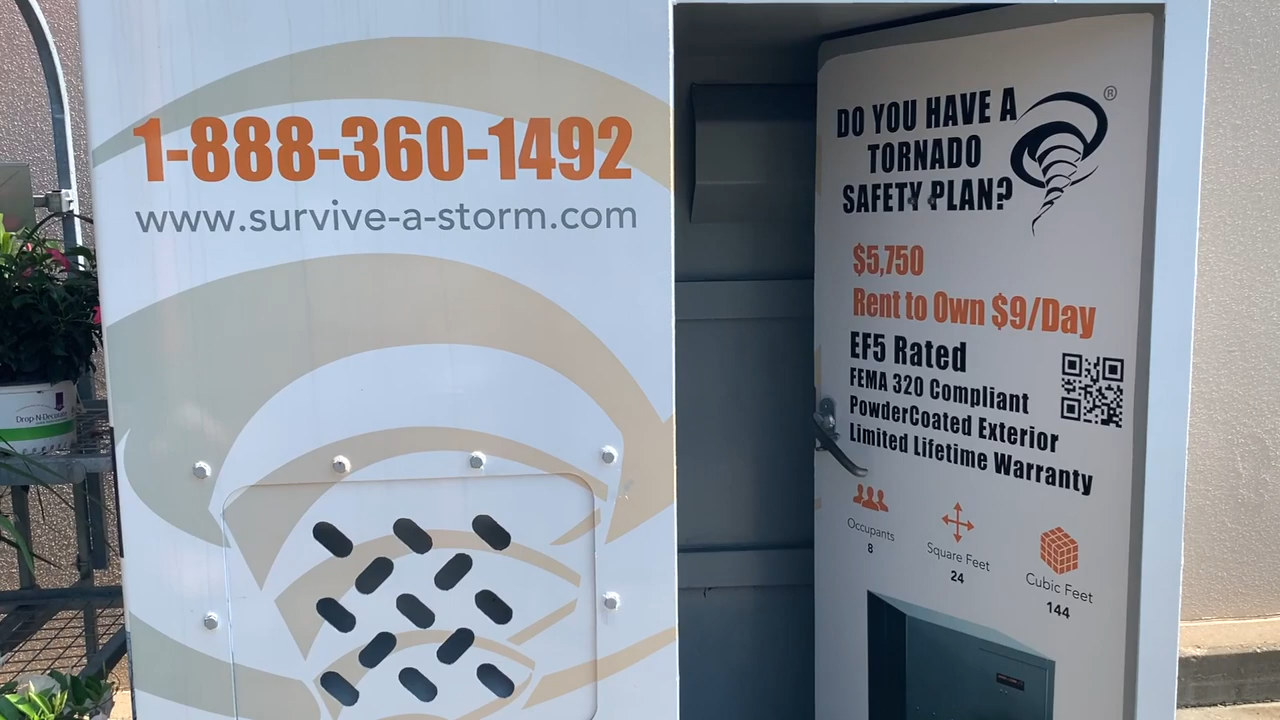 1-888-360-1492
www.survive-a-storm.com
Drop-N-Decorate
DO YOU HAVE A
TORNADO
SAFETY PLAN?
®
$5,750
Rent to Own $9/Day
EF5 Rated
FEMA 320 Compliant
PowderCoated Exterior
Limited Lifetime Warranty
Occupants
8
Square Feet
24
Cubic Feet
144